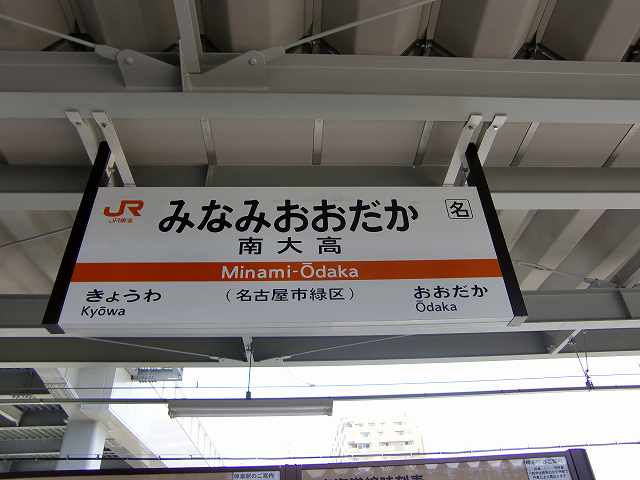 JR
JR東海
みなみおおだか
名
南大高
Minami-Ōdaka
きょうわ
Kyōwa
(名古屋市緑区)
おおだか
Ōdaka